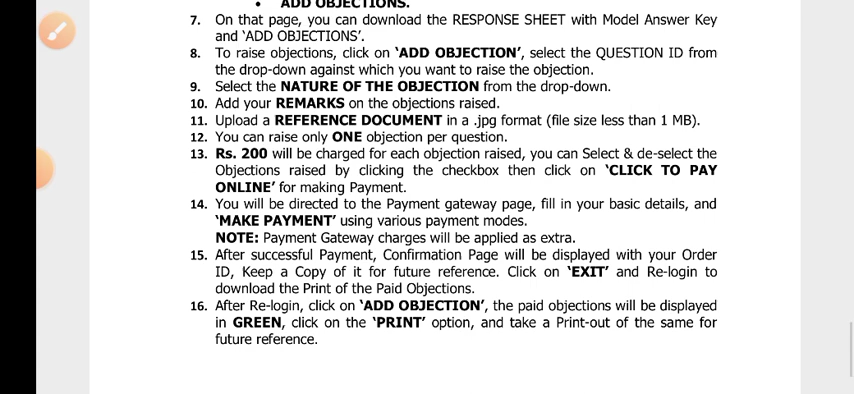 • ADD OBJECTIONS.
7. On that page, you can download the RESPONSE SHEET with Model Answer Key
and ‘ADD OBJECTIONS’.
8. To raise objections, click on ‘ADD OBJECTION’, select the QUESTION ID from
the drop-down against which you want to raise the objection.
9. Select the NATURE OF THE OBJECTION from the drop-down.
10. Add your REMARKS on the objections raised.
11. Upload a REFERENCE DOCUMENT in a .jpg format (file size less than 1 MB).
12. You can raise only ONE objection per question.
13. Rs. 200 will be charged for each objection raised, you can Select & de-select the
Objections raised by clicking the checkbox then click on ‘CLICK TO PAY
ONLINE’ for making Payment.
14. You will be directed to the Payment gateway page, fill in your basic details, and
‘MAKE PAYMENT’ using various payment modes.
NOTE: Payment Gateway charges will be applied as extra.
15. After successful Payment, Confirmation Page will be displayed with your Order
ID, Keep a Copy of it for future reference. Click on ‘EXIT’ and Re-login to
download the Print of the Paid Objections.
16. After Re-login, click on ‘ADD OBJECTION’, the paid objections will be displayed
in GREEN, click on the ‘PRINT’ option, and take a Print-out of the same for
future reference.